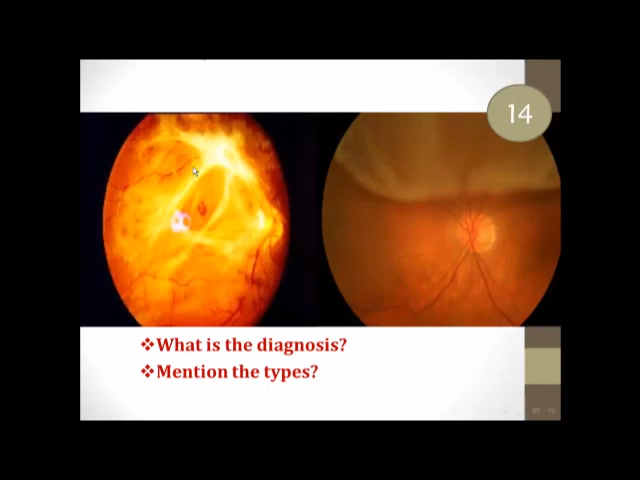 14
❖What is the diagnosis?
❖Mention the types?